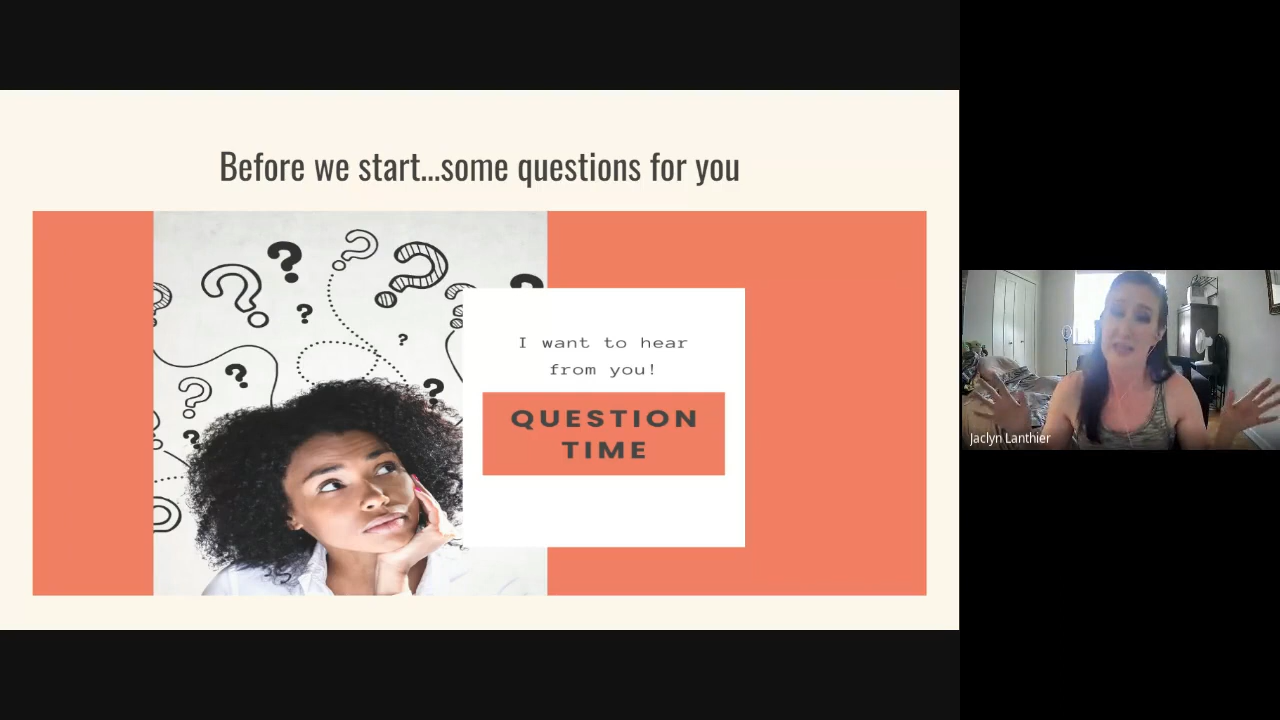 Before we start...some questions for you
I want to hear
from you!
QUESTION
TIME
Jaclyn Lanthier